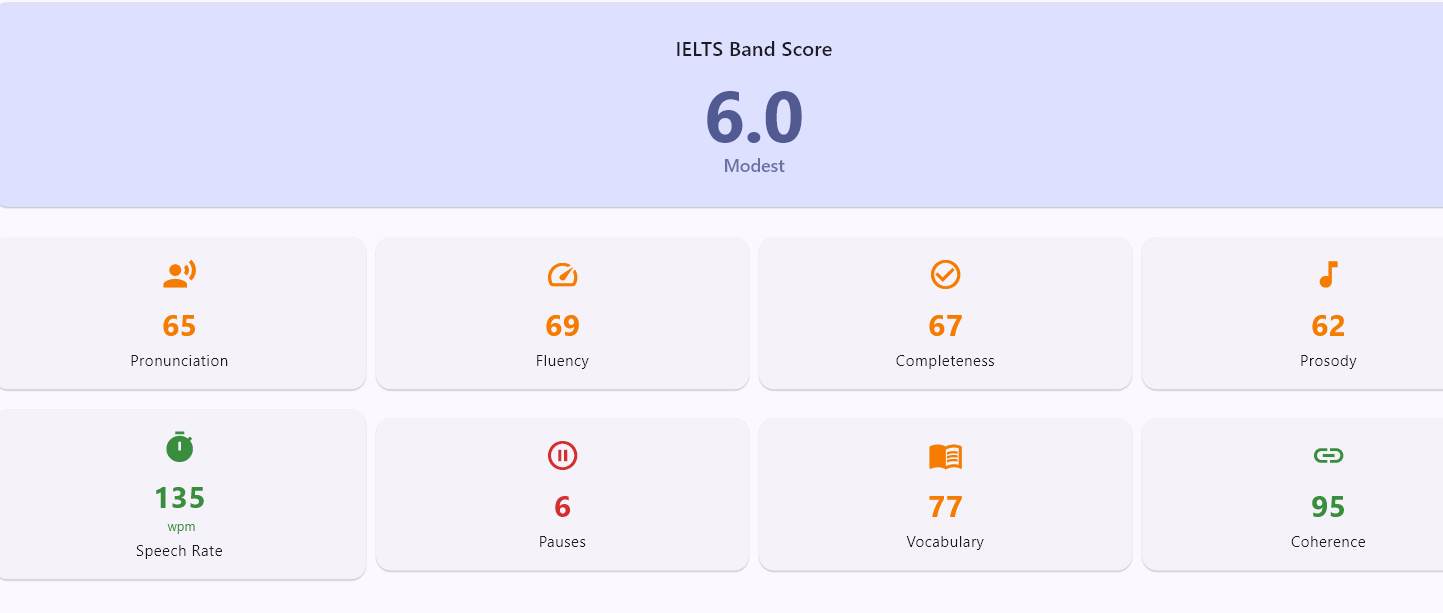 IELTS Band Score
6.0
Modest
65
Pronunciation
69
Fluency
67
Completeness
62
Prosody
135
wpm
Speech Rate
6
Pauses
77
Vocabulary
95
Coherence